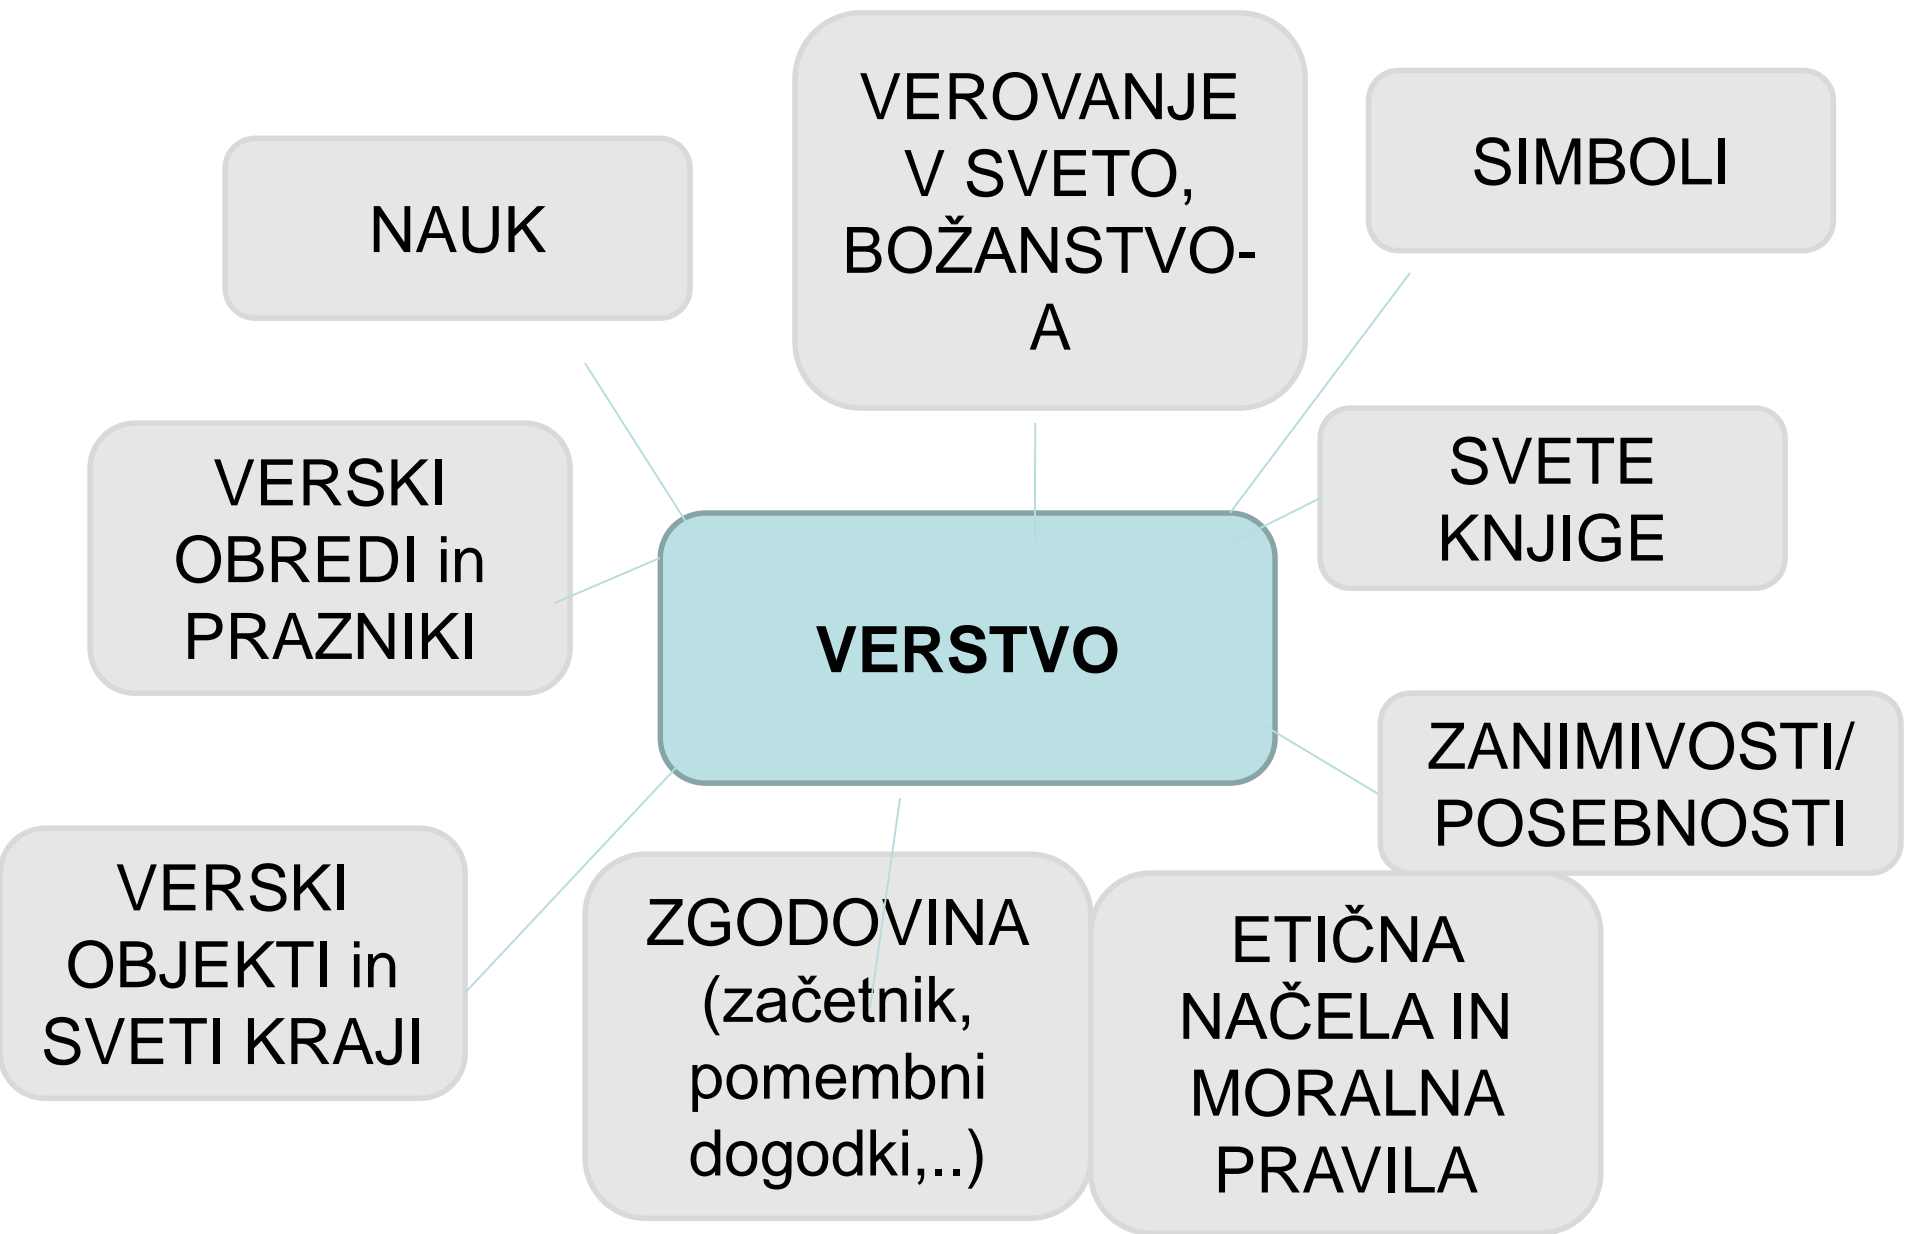 NAUK
VEROVANJE
V SVETO,
BOŽANSTVO-
A
SIMBOLI
VERSKI
OBREDI in
PRAZNIKI
VERSTVO
SVETE
KNJIGE
ZANIMIVOSTI/
POSEBNOSTI
VERSKI
OBJEKTI in
SVETI KRAJI
ZGODOVINA
(začetnik,
pomembni
dogodki,..)
ETIČNA
NAČELA IN
MORALNA
PRAVILA